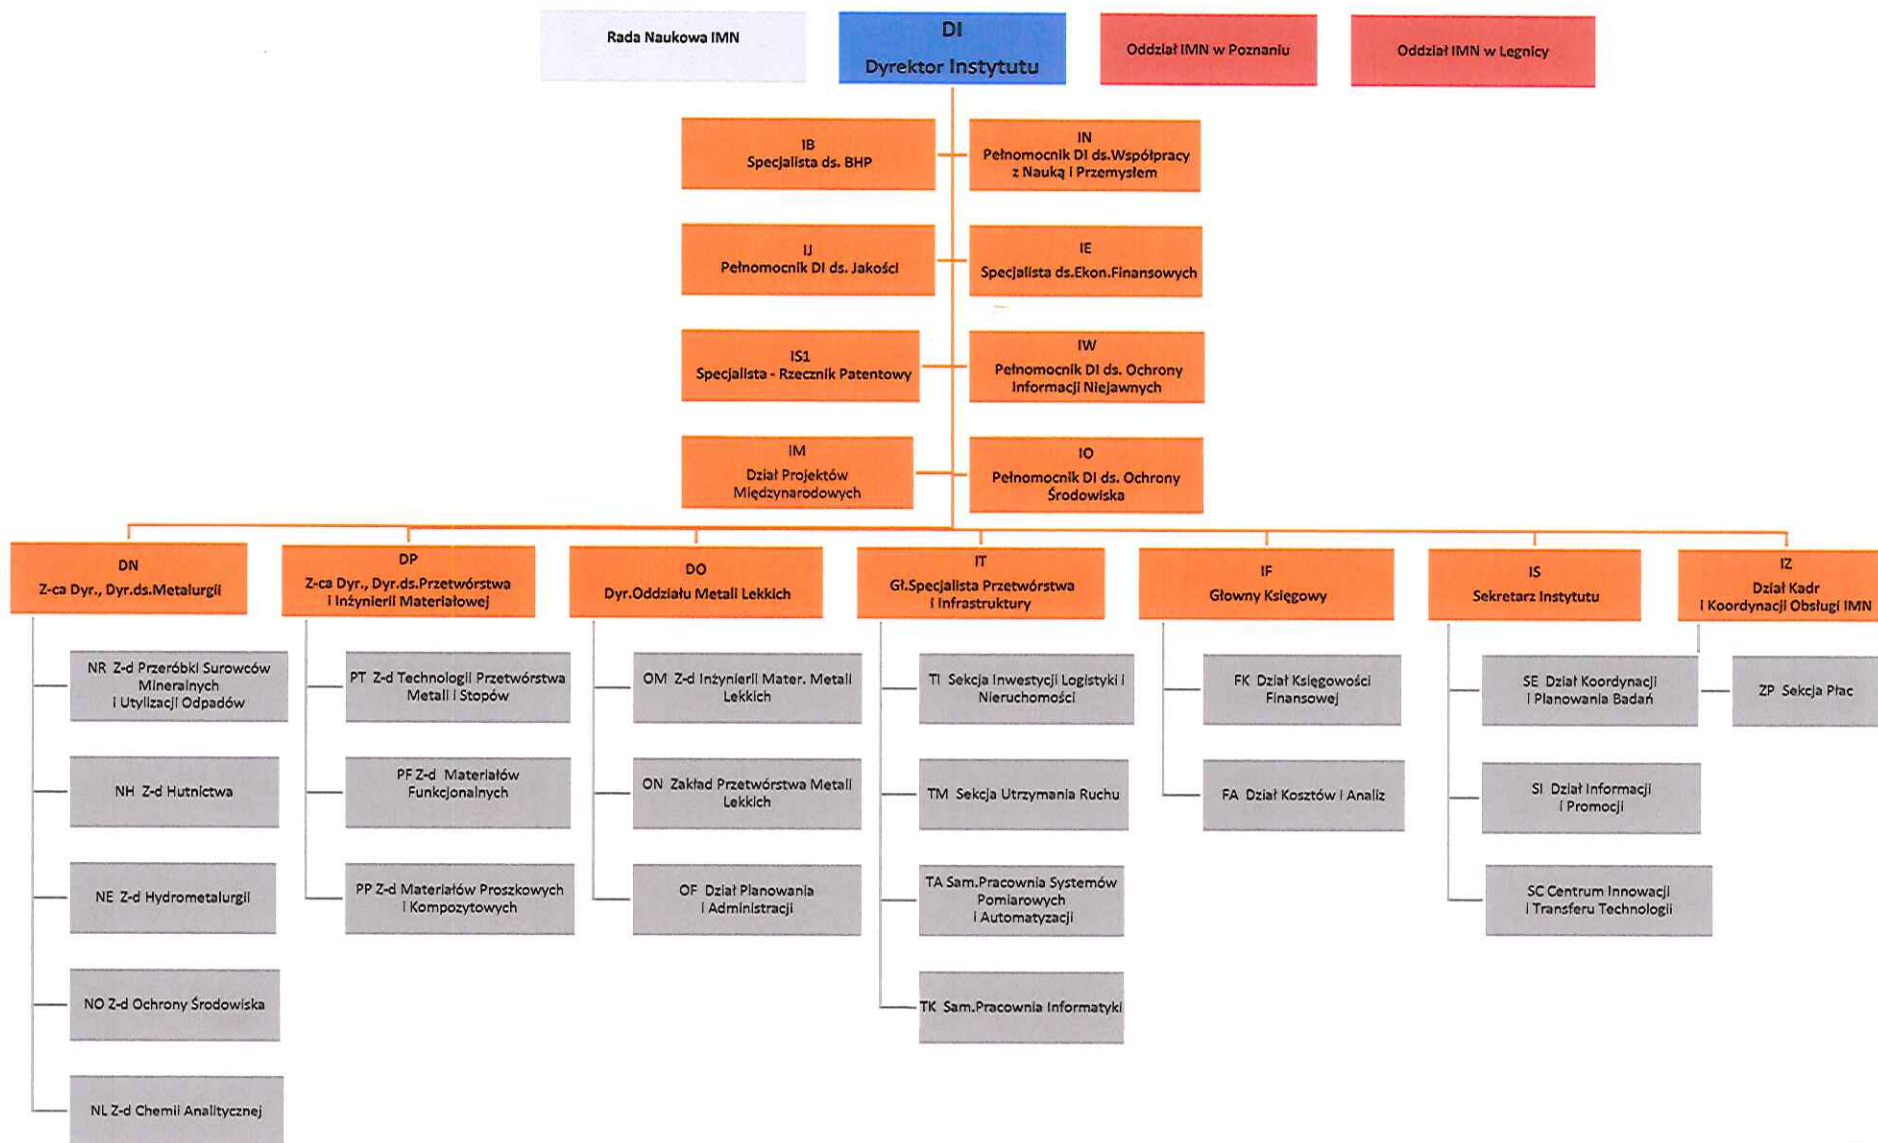 Rada Naukowa IMN
DI
Dyrektor Instytutu
Oddział IMN w Poznaniu
Oddział IMN w Legnicy
IB
Specjalista ds. BHP
IN
Pełnomocnik DI ds.Współpracy
z Nauką i Przemysłem
IJ
Pełnomocnik DI ds. Jakości
IE
Specjalista ds.Ekon.Finansowych
IS1
Specjalista - Rzecznik Patentowy
IW
Pełnomocnik DI ds. Ochrony
Informacji Niejawnych
IM
Dział Projektów
Międzynarodowych
IO
Pełnomocnik DI ds. Ochrony
Środowiska
DN
Z-ca Dyr., Dyr.ds.Metalurgii
DP
Z-ca Dyr., Dyr.ds.Przetwórstwa
i Inżynierii Materiałowej
DO
Dyr.Oddziału Metali Lekkich
IT
Gł.Specjalista Przetwórstwa
i Infrastruktury
IF
Głowny Księgowy
IS
Sekretarz Instytutu
IZ
Dział Kadr
i Koordynacji Obsługi IMN
NR Z-d Przeróbki Surowców
Mineralnych
i Utylizacji Odpadów
NH Z-d Hutnictwa
NE Z-d Hydrometalurgii
NO Z-d Ochrony Środowiska
NL Z-d Chemii Analitycznej
PT Z-d Technologii Przetwórstwa
Metali i Stopów
PF Z-d Materiałów
Funkcjonalnych
PP Z-d Materiałów Proszkowych
i Kompozytowych
OM Z-d Inżynierii Mater. Metali
Lekkich
ON Zakład Przetwórstwa Metali
Lekkich
OF Dział Planowania
i Administracji
TI Sekcja Inwestycji Logistyki i
Nieruchomości
TM Sekcja Utrzymania Ruchu
TA Sam.Pracownia Systemów
Pomiarowych
i Automatyzacji
TK Sam.Pracownia Informatyki
FK Dział Księgowości
Finansowej
FA Dział Kosztów i Analiz
SE Dział Koordynacji
i Planowania Badań
SI Dział Informacji
i Promocji
SC Centrum Innowacji
i Transferu Technologii
ZP Sekcja Płac